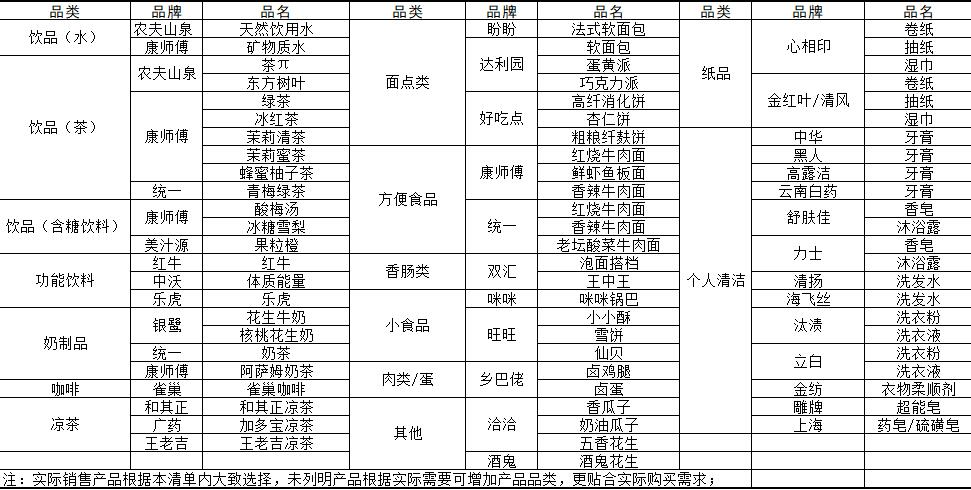 品类 品牌 品名 品类 品牌 品名 品类 品牌 品名
饮品（水） 农夫山泉 天然饮用水 盼盼 法式软面包 卷纸
康师傅 矿物质水 软面包 心相印 抽纸
农夫山泉 茶π 达利园 蛋黄派 湿巾
东方树叶 面点类 巧克力派 纸品 卷纸
绿茶 高纤消化饼 金红叶/清风 抽纸
饮品（茶） 冰红茶 好吃点 杏仁饼 湿巾
康师傅 茉莉清茶 粗粮纤麸饼 中华 牙膏
茉莉蜜茶 红烧牛肉面 黑人 牙膏
蜂蜜柚子茶 康师傅 鲜虾鱼板面 高露洁 牙膏
统一 青梅绿茶 方便食品 香辣牛肉面 云南白药 牙膏
康师傅 酸梅汤 红烧牛肉面 舒肤佳 香皂
饮品（含糖饮料） 冰糖雪梨 统一 香辣牛肉面 沐浴露
美汁源 果粒橙 老坛酸菜牛肉面 力士 香皂
红牛 红牛 香肠类 双汇 泡面搭档 沐浴露
功能饮料 中沃 体质能量 王中王 个人清洁 清扬 洗发水
乐虎 乐虎 咪咪 咪咪锅巴 海飞丝 洗发水
银鹭 花生牛奶 小食品 小小酥 汰渍 洗衣粉
奶制品 核桃花生奶 旺旺 雪饼 洗衣液
统一 奶茶 仙贝 立白 洗衣粉
康师傅 阿萨姆奶茶 肉类/蛋 乡巴佬 卤鸡腿 洗衣液
咖啡 雀巢 雀巢咖啡 卤蛋 金纺 衣物柔顺剂
和其正 和其正凉茶 香瓜子 雕牌 超能皂
凉茶 广药 加多宝凉茶 其他 洽洽 奶油瓜子 上海 药皂/硫磺皂
王老吉 王老吉凉茶 五香花生
酒鬼 酒鬼花生
注：实际销售产品根据本清单内大致选择，未列明产品根据实际需要可增加产品品类，更贴合实际购买需求；